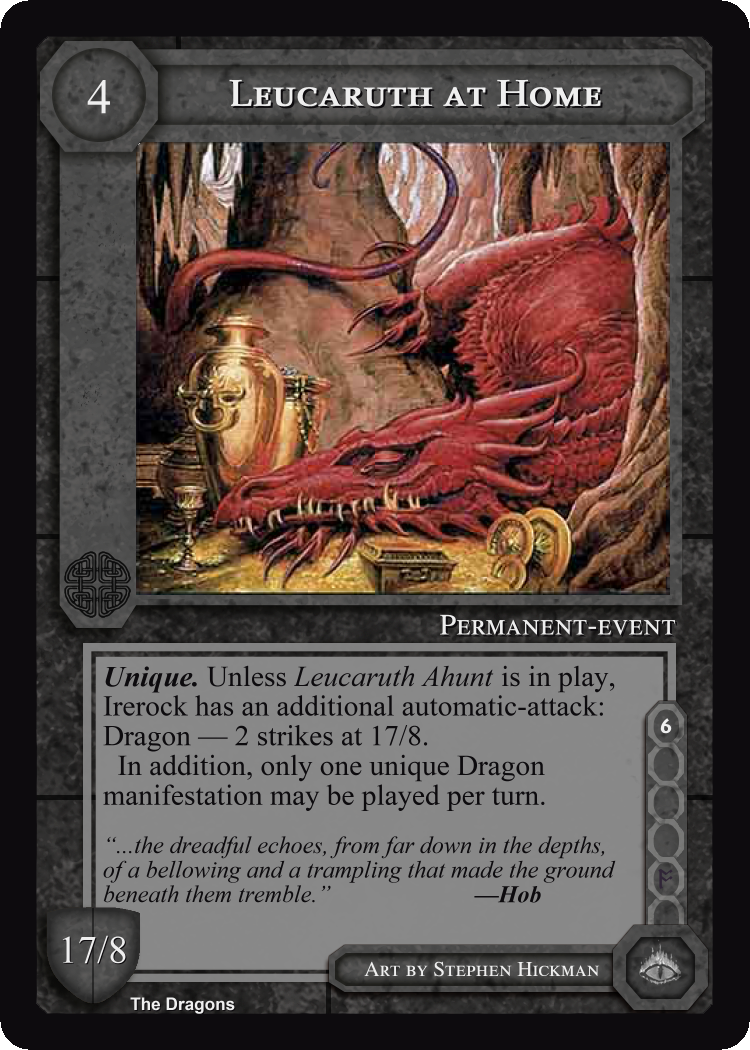 4
LEUCARUTH AT HOME
PERMANENT-EVENT
Unique. Unless Leucaruth Ahunt is in play,
Irerock has an additional automatic-attack:
Dragon — 2 strikes at 17/8.
In addition, only one unique Dragon
manifestation may be played per turn.
6
“...the dreadful echoes, from far down in the depths,
of a bellowing and a trampling that made the ground
beneath them tremble.” —Hob
17/8
ART BY STEPHEN HICKMAN
The Dragons